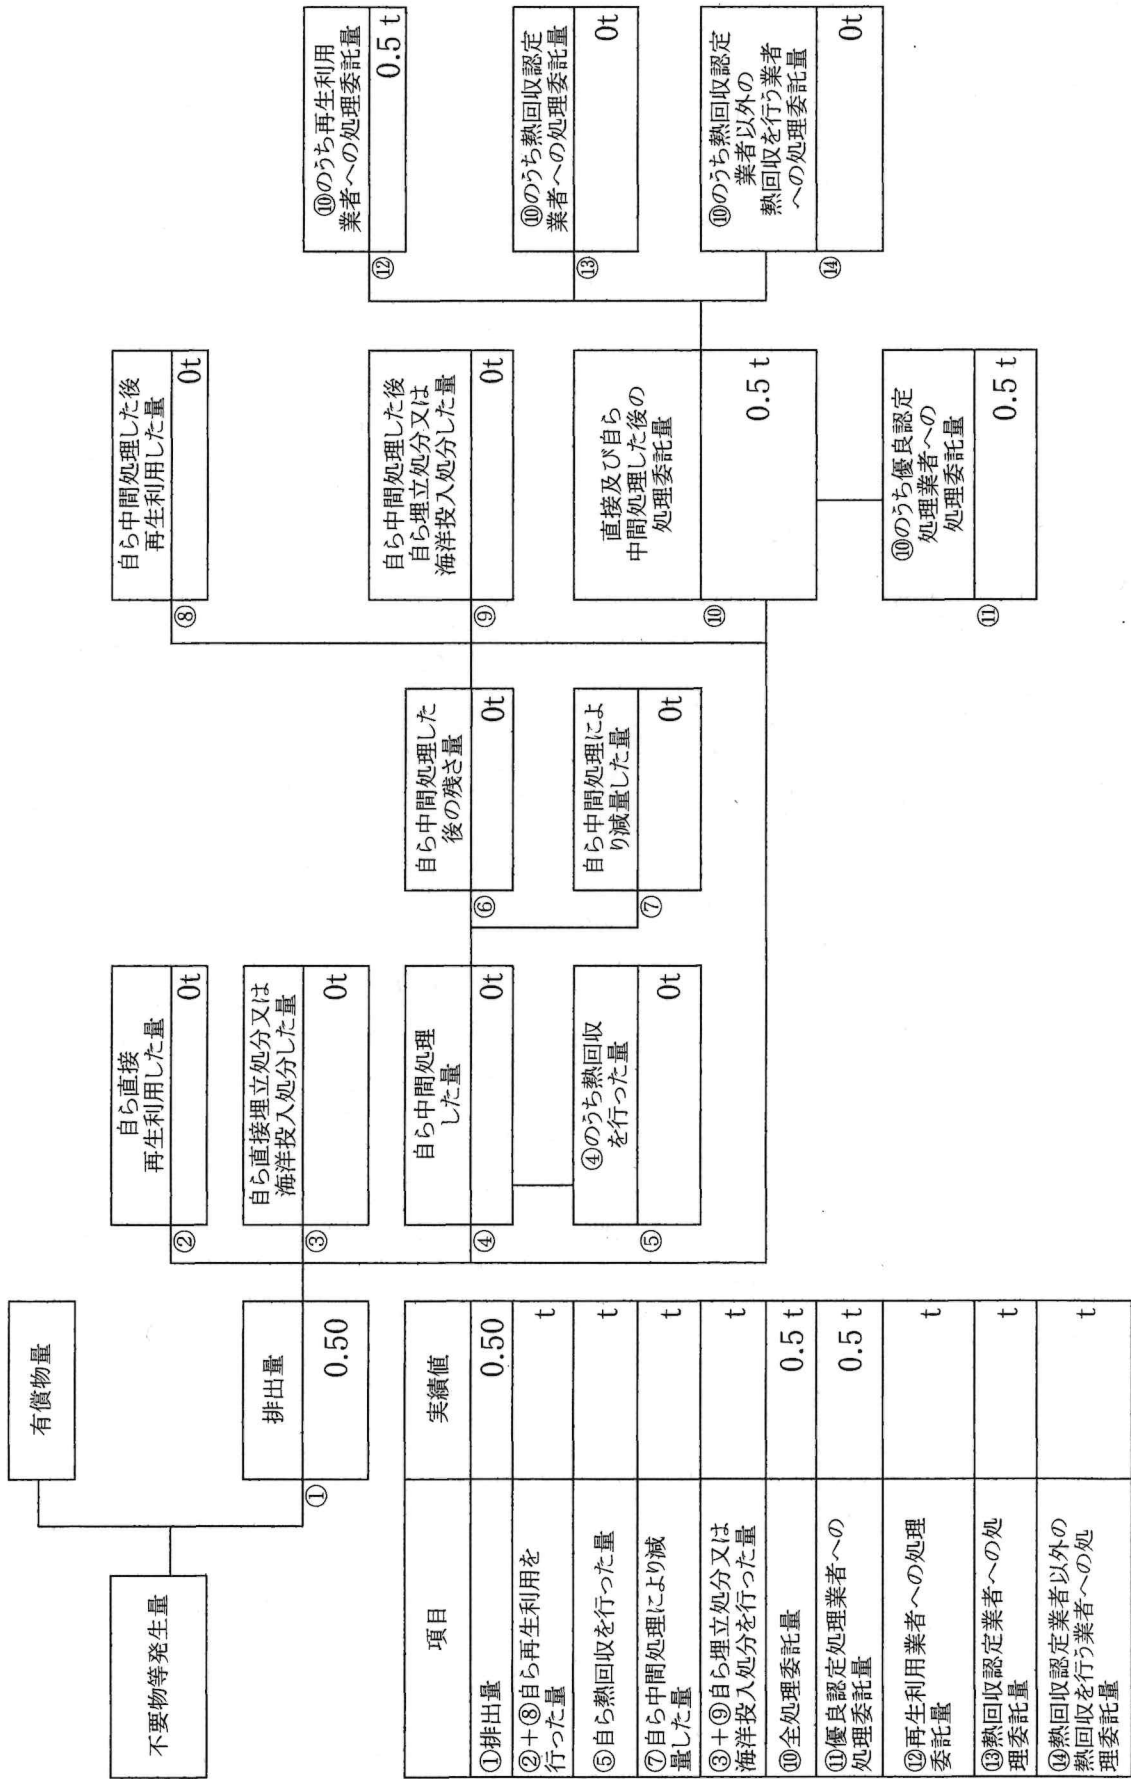 不要物等発生量
有償物量
①
排出量
0.50
②
自ら直接
再生利用した量
0t
③
自ら直接埋立処分又は
海洋投入処分した量
0t
④
自ら中間処理
した量
0t
⑤
④のうち熱回収
を行った量
0t
⑥
自ら中間処理した
後の残さ量
0t
⑦
自ら中間処理によ
り減量した量
0t
⑧
自ら中間処理した後
再生利用した量
0t
⑨
自ら中間処理した後
自ら埋立処分又は
海洋投入処分した量
0t
⑩
直接及び自ら
中間処理した後の
処理委託量
0.5 t
⑪
⑩のうち優良認定
処理業者への
処理委託量
0.5 t
⑫
⑩のうち再生利用
業者への処理委託量
0.5 t
⑬
⑩のうち熱回収認定
業者への処理委託量
0t
⑭
⑩のうち熱回収認定
業者以外の
熱回収を行う業者
への処理委託量
0t
項目
実績値
①排出量
0.50
②+⑧自ら再生利用を
行った量
t
⑤自ら熱回収を行った量
t
⑦自ら中間処理により減
量した量
t
③+⑨自ら埋立処分又は
海洋投入処分を行った量
t
⑩全処理委託量
0.5 t
⑪優良認定処理業者への
処理委託量
0.5 t
⑫再生利用業者への処理
委託量
t
⑬熱回収認定業者への処
理委託量
t
⑭熱回収認定業者以外の
熱回収を行う業者への処
理委託量
t